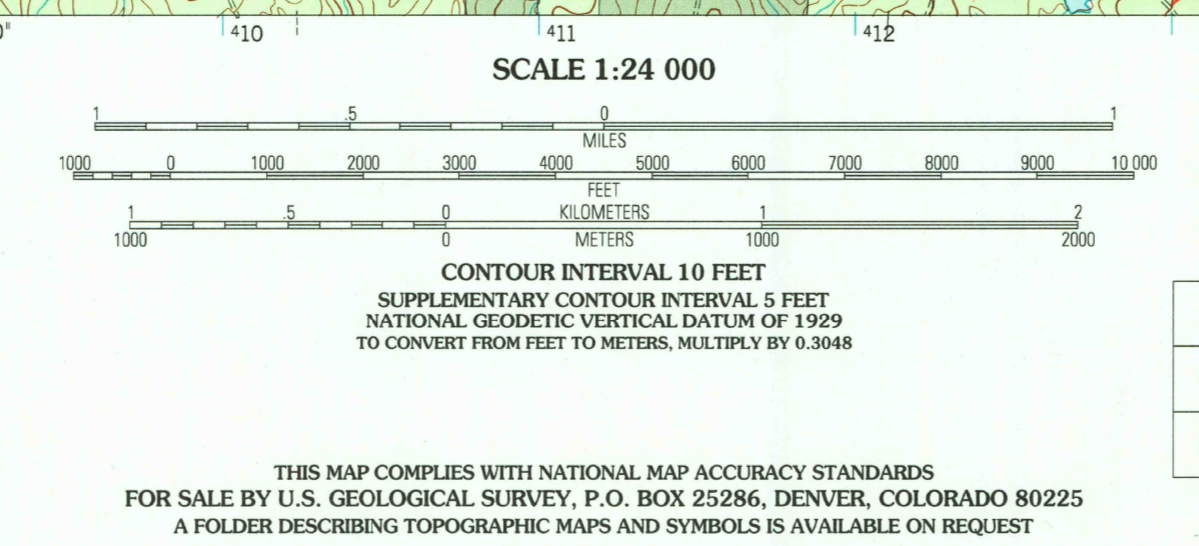 0"
⁴10 ⁴11 ⁴12
SCALE 1:24 000
1 .5 0 1
MILES
1000 0 1000 2000 3000 4000 5000 6000 7000 8000 9000 10 000
FEET
1 .5 0 KILOMETERS 1 2
1000 0 METERS 1000 2000
CONTOUR INTERVAL 10 FEET
SUPPLEMENTARY CONTOUR INTERVAL 5 FEET
NATIONAL GEODETIC VERTICAL DATUM OF 1929
TO CONVERT FROM FEET TO METERS, MULTIPLY BY 0.3048
THIS MAP COMPLIES WITH NATIONAL MAP ACCURACY STANDARDS
FOR SALE BY U.S. GEOLOGICAL SURVEY, P.O. BOX 25286, DENVER, COLORADO 80225
A FOLDER DESCRIBING TOPOGRAPHIC MAPS AND SYMBOLS IS AVAILABLE ON REQUEST